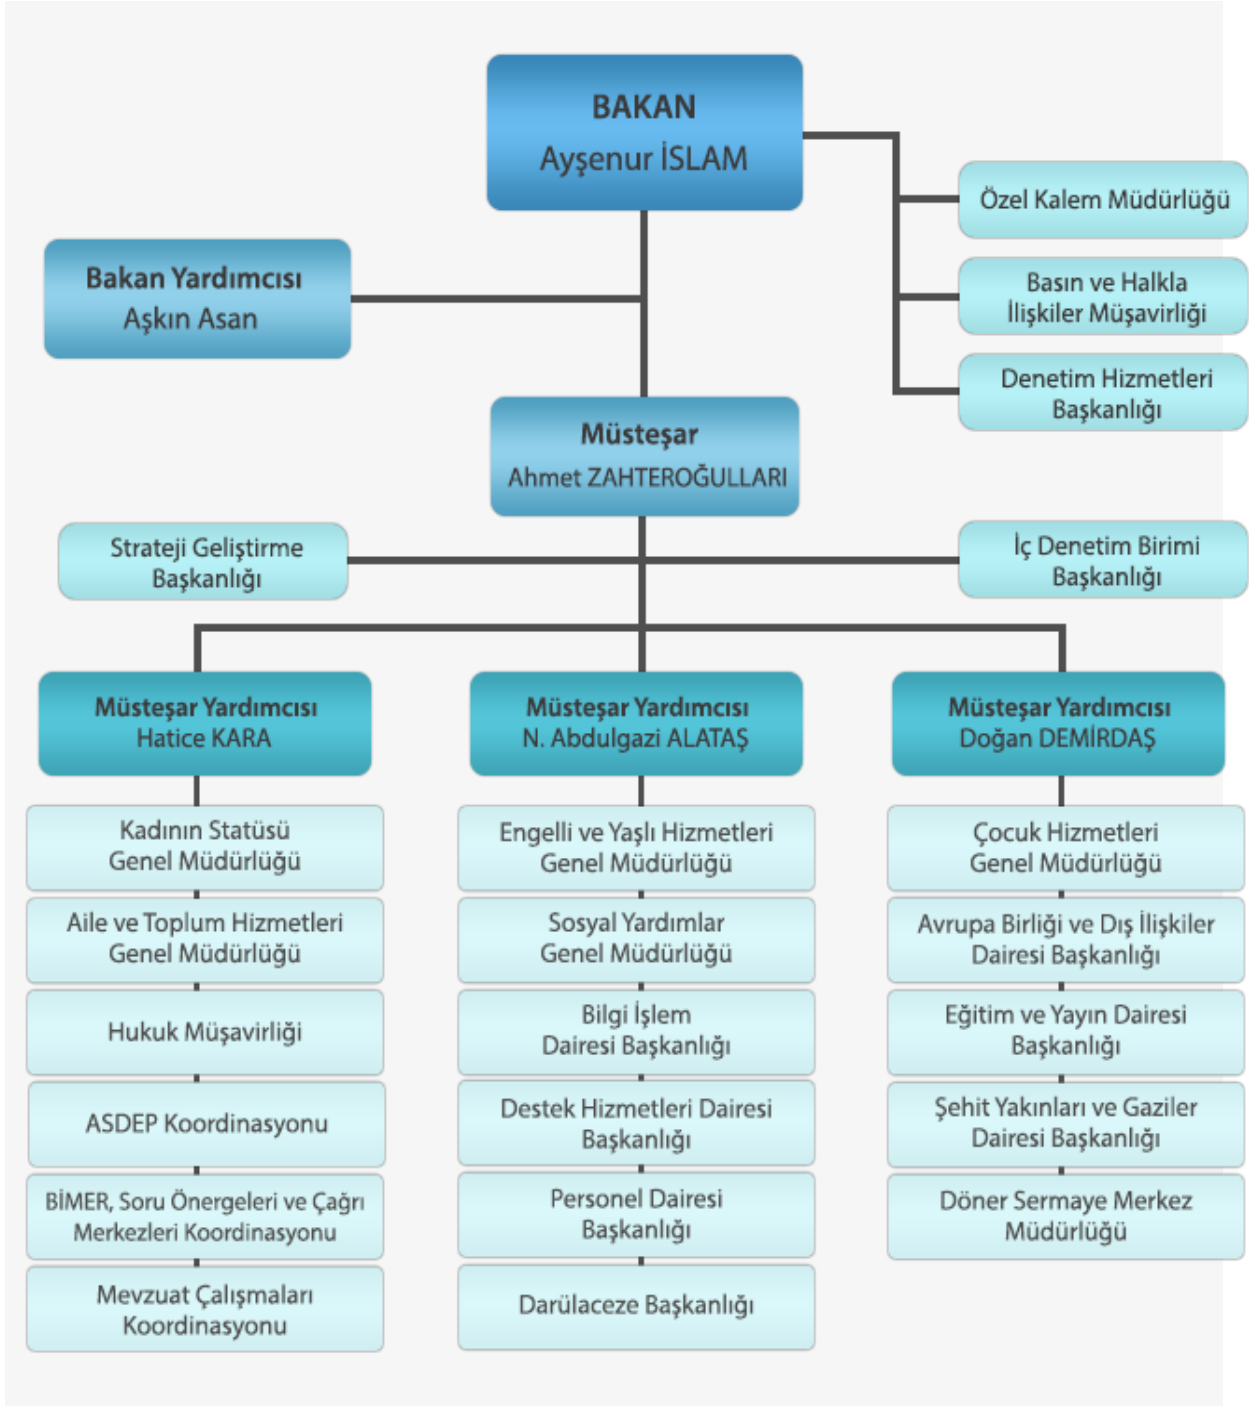 BAKAN
Ayşenur İSLAM
Özel Kalem Müdürlüğü
Bakan Yardımcısı
Aşkın Asan
Basın ve Halkla
İlişkiler Müşavirliği
Denetim Hizmetleri
Başkanlığı
Müsteşar
Ahmet ZAHTEROĞULLARI
Strateji Geliştirme
Başkanlığı
İç Denetim Birimi
Başkanlığı
Müsteşar Yardımcısı
Hatice KARA
Kadının Statüsü
Genel Müdürlüğü
Aile ve Toplum Hizmetleri
Genel Müdürlüğü
Hukuk Müşavirliği
ASDEP Koordinasyonu
BİMER, Soru Önergeleri ve Çağrı
Merkezleri Koordinasyonu
Mevzuat Çalışmaları
Koordinasyonu
Müsteşar Yardımcısı
N. Abdulgazi ALATAŞ
Engelli ve Yaşlı Hizmetleri
Genel Müdürlüğü
Sosyal Yardımlar
Genel Müdürlüğü
Bilgi İşlem
Dairesi Başkanlığı
Destek Hizmetleri Dairesi
Başkanlığı
Personel Dairesi
Başkanlığı
Darülaceze Başkanlığı
Müsteşar Yardımcısı
Doğan DEMİRDAŞ
Çocuk Hizmetleri
Genel Müdürlüğü
Avrupa Birliği ve Dış İlişkiler
Dairesi Başkanlığı
Eğitim ve Yayın Dairesi
Başkanlığı
Şehit Yakınları ve Gaziler
Dairesi Başkanlığı
Döner Sermaye Merkez
Müdürlüğü